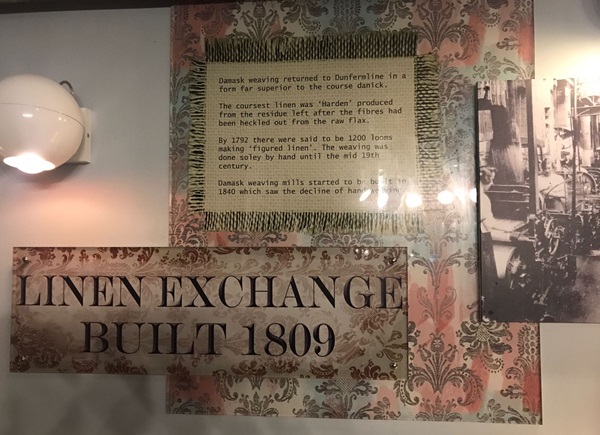 Damask weaving returned to Dunfermline in a
form far superior to the course danick.
The coursest linen was 'Harden' produced
from the residue left after the fibres had
been heckled out from the raw flax.
By 1792 there were said to be 1200 looms
making 'figured linen'. The weaving was
done soley by hand until the mid 19th
century.
Damask weaving mills started to be built in
1840 which saw the decline of hand
LINEN EXCHANGE
BUILT 1809